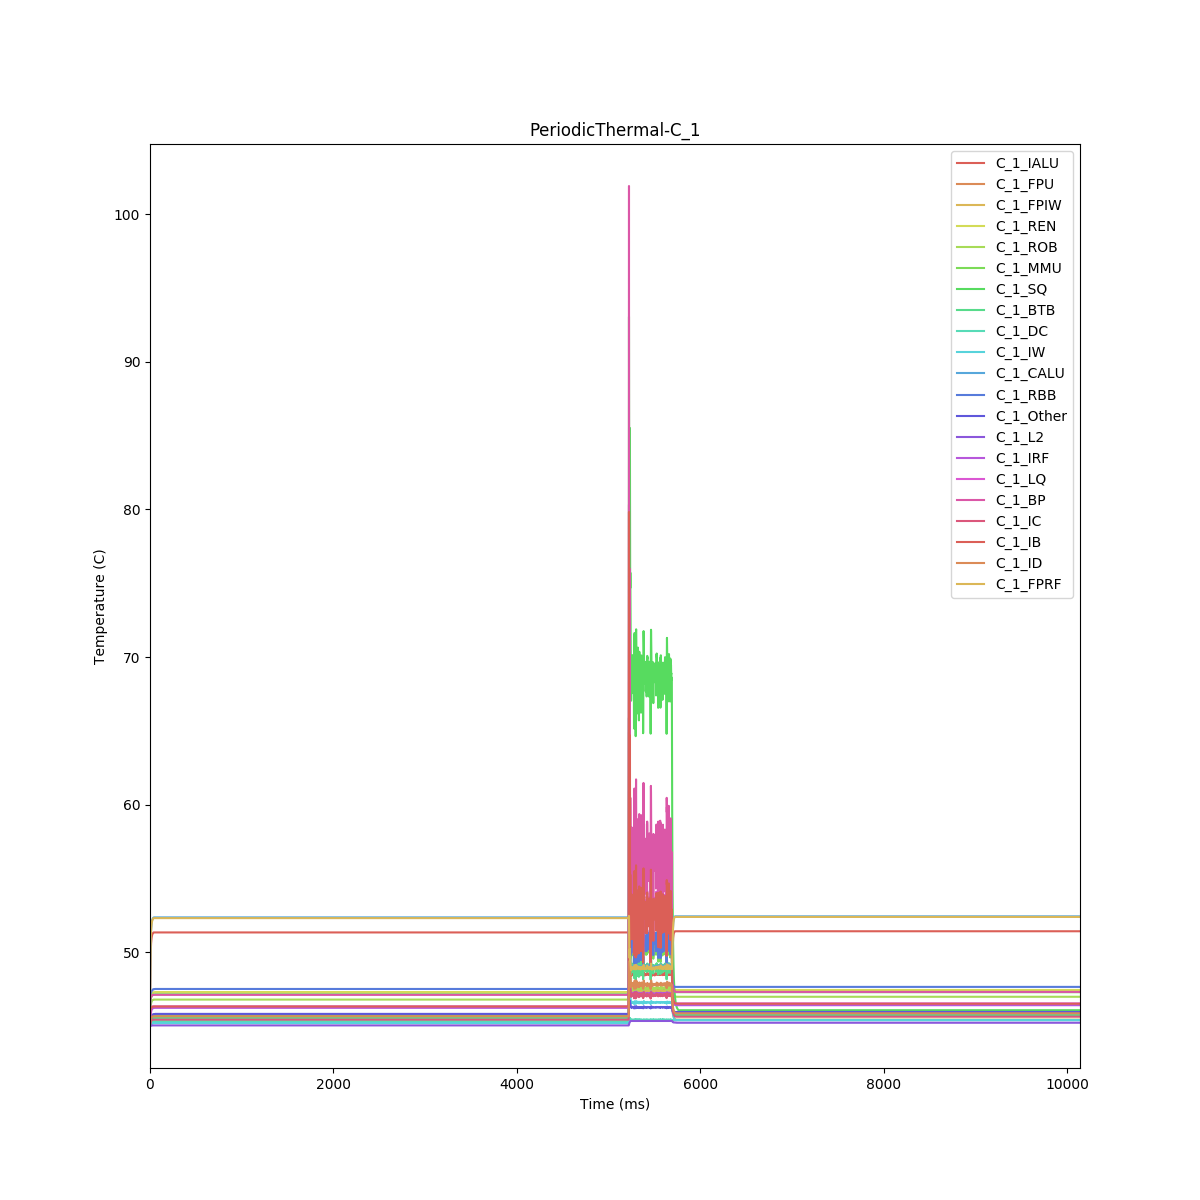 PeriodicThermal-C_1
C_1_IALU
C_1_FPU
C_1_FPIW
C_1_REN
C_1_ROB
C_1_MMU
C_1_SQ
C_1_BTB
C_1_DC
C_1_IW
C_1_CALU
C_1_RBB
C_1_Other
C_1_L2
C_1_IRF
C_1_LQ
C_1_BP
C_1_IC
C_1_IB
C_1_ID
C_1_FPRF
100
90
80
70
60
50
Temperature (C)
0 2000 4000 6000 8000 10000
Time (ms)